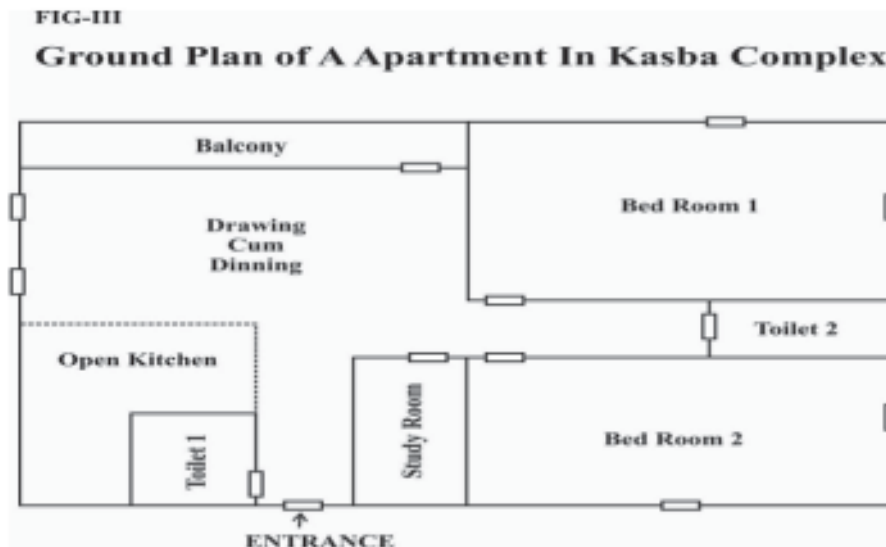 FIG-III
Ground Plan of A Apartment In Kasba Complex
Balcony
Bed Room 1
Drawing
Cum
Dinning
Toilet 2
Open Kitchen
Study Room
Toilet 1
Bed Room 2
ENTRANCE